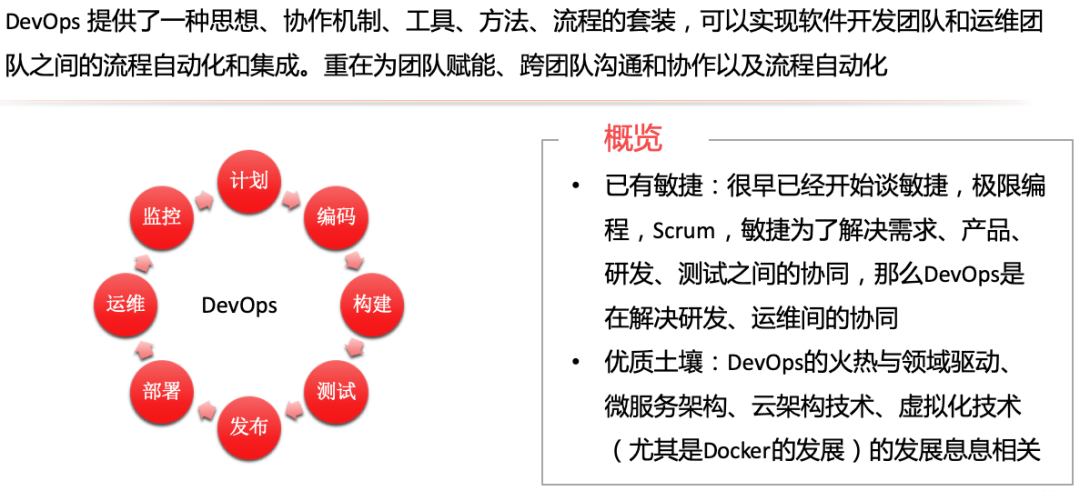 DevOps 提供了一种思想、协作机制、工具、方法、流程的套装，可以实现软件开发团队和运维团
队之间的流程自动化和集成。重在为团队赋能、跨团队沟通和协作以及流程自动化
计划
编码
构建
测试
发布
部署
运维
监控
DevOps
概览
• 已有敏捷：很早已经开始谈敏捷，极限编
程，Scrum，敏捷为了解决需求、产品、
研发、测试之间的协同，那么DevOps是
在解决研发、运维间的协同
• 优质土壤：DevOps的火热与领域驱动、
微服务架构、云架构技术、虚拟化技术
（尤其是Docker的发展）的发展息息相关